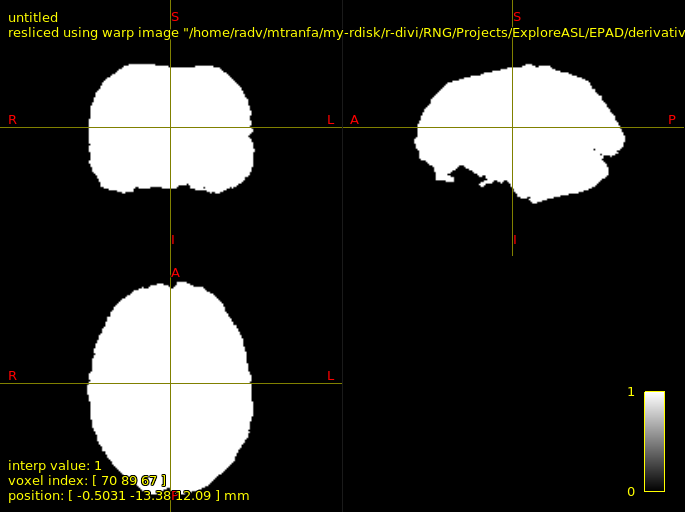 untitled
resliced using warp image "/home/radv/mtranfa/my-rdisk/r-divi/RNG/Projects/ExploreASL/EPAD/derivativ
S
S
R
L
A
P
I
I
A
R
L
1
interp value: 1
voxel index: [ 70 89 67 ]
position: [ -0.5031 -13.38 12.09 ] mm
0